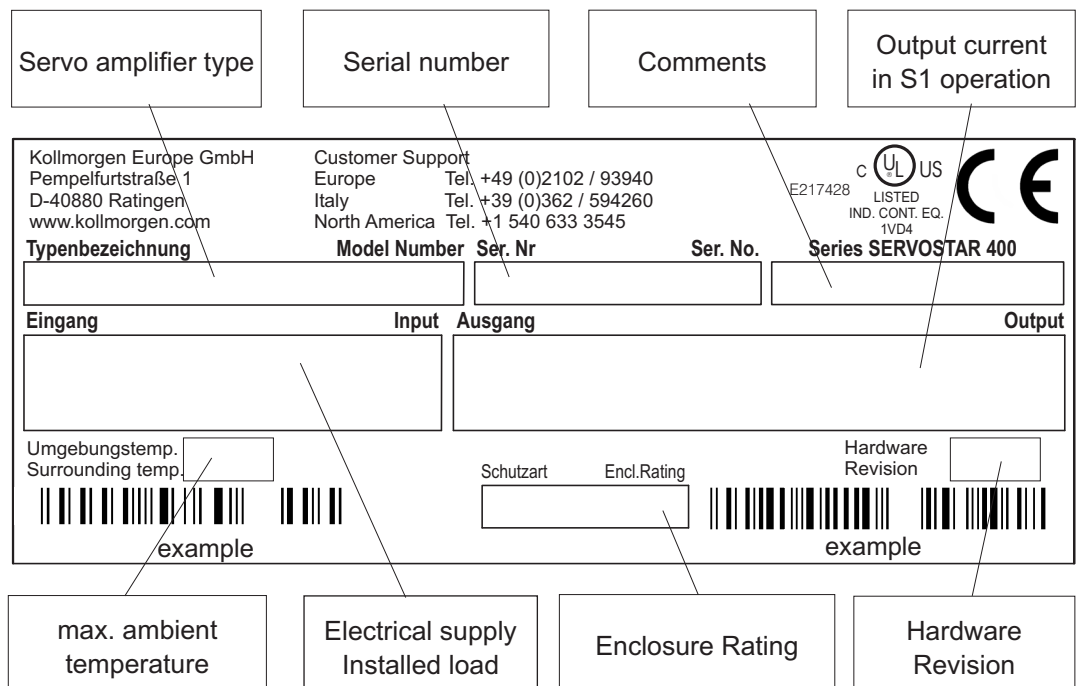 Servo amplifier type
Serial number
Comments
Output current
in S1 operation
Kollmorgen Europe GmbH
Pempelfurtstraße 1
D-40880 Ratingen
www.kollmorgen.com
Customer Support
Europe Tel. +49 (0)2102 / 93940
Italy Tel. +39 (0)362 / 594260
North America Tel. +1 540 633 3545
E217428
C UL ® US
LISTED
IND. CONT. EQ.
1VD4
CE
Typenbezeichnung Model Number
Ser. Nr Ser. No.
Series SERVOSTAR 400
Eingang Input
Ausgang Output
Umgebungstemp.
Surrounding temp.
Schutzart Encl.Rating
Hardware
Revision
example
example
max. ambient
temperature
Electrical supply
Installed load
Enclosure Rating
Hardware
Revision